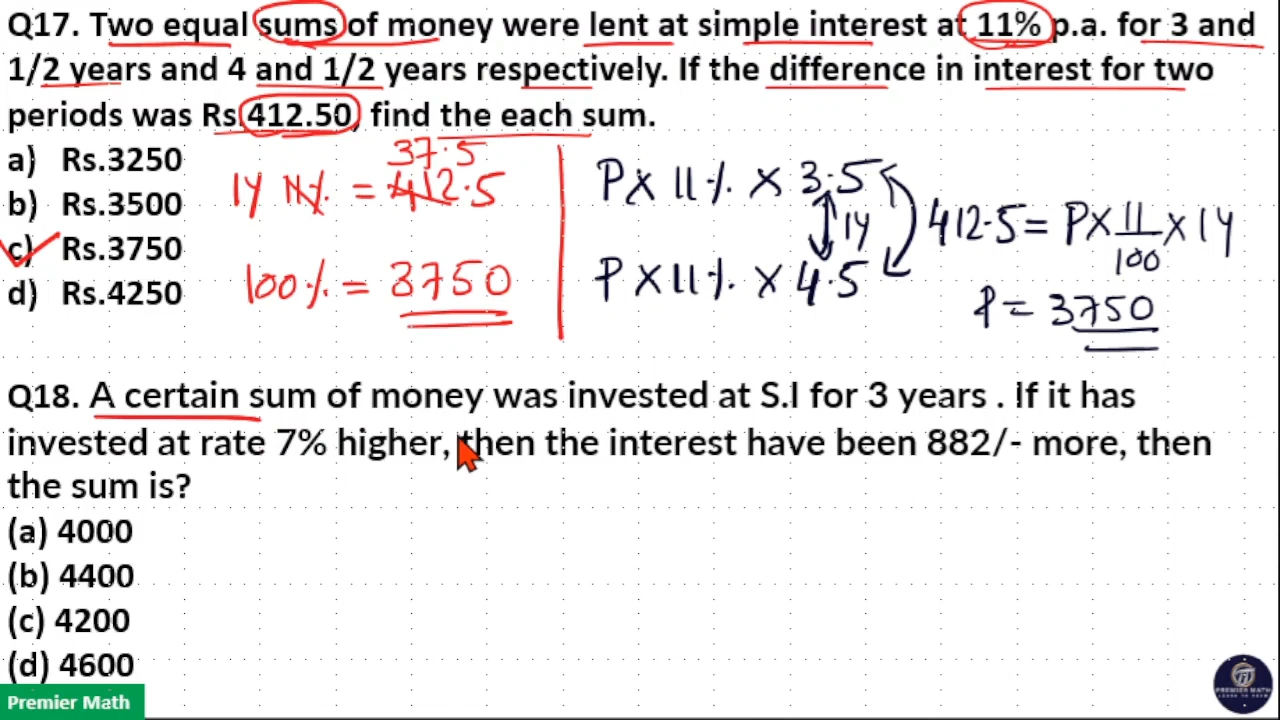 Q17. Two equal sums of money were lent at simple interest at 11% p.a. for 3 and
1/2 years and 4 and 1/2 years respectively. If the difference in interest for two
periods was Rs.412.50, find the each sum.
a) Rs.3250
b) Rs.3500
c) Rs.3750
d) Rs.4250
37.5
1Y 11% = 412.5
100% = 3750
P x 11% x 3.5
1Y
P x 11% x 4.5
412.5 = P x 11/100 x 1Y
P = 3750
Q18. A certain sum of money was invested at S.I for 3 years . If it has
invested at rate 7% higher, then the interest have been 882/- more, then
the sum is?
(a) 4000
(b) 4400
(c) 4200
(d) 4600
Premier Math
PREMIER MATH